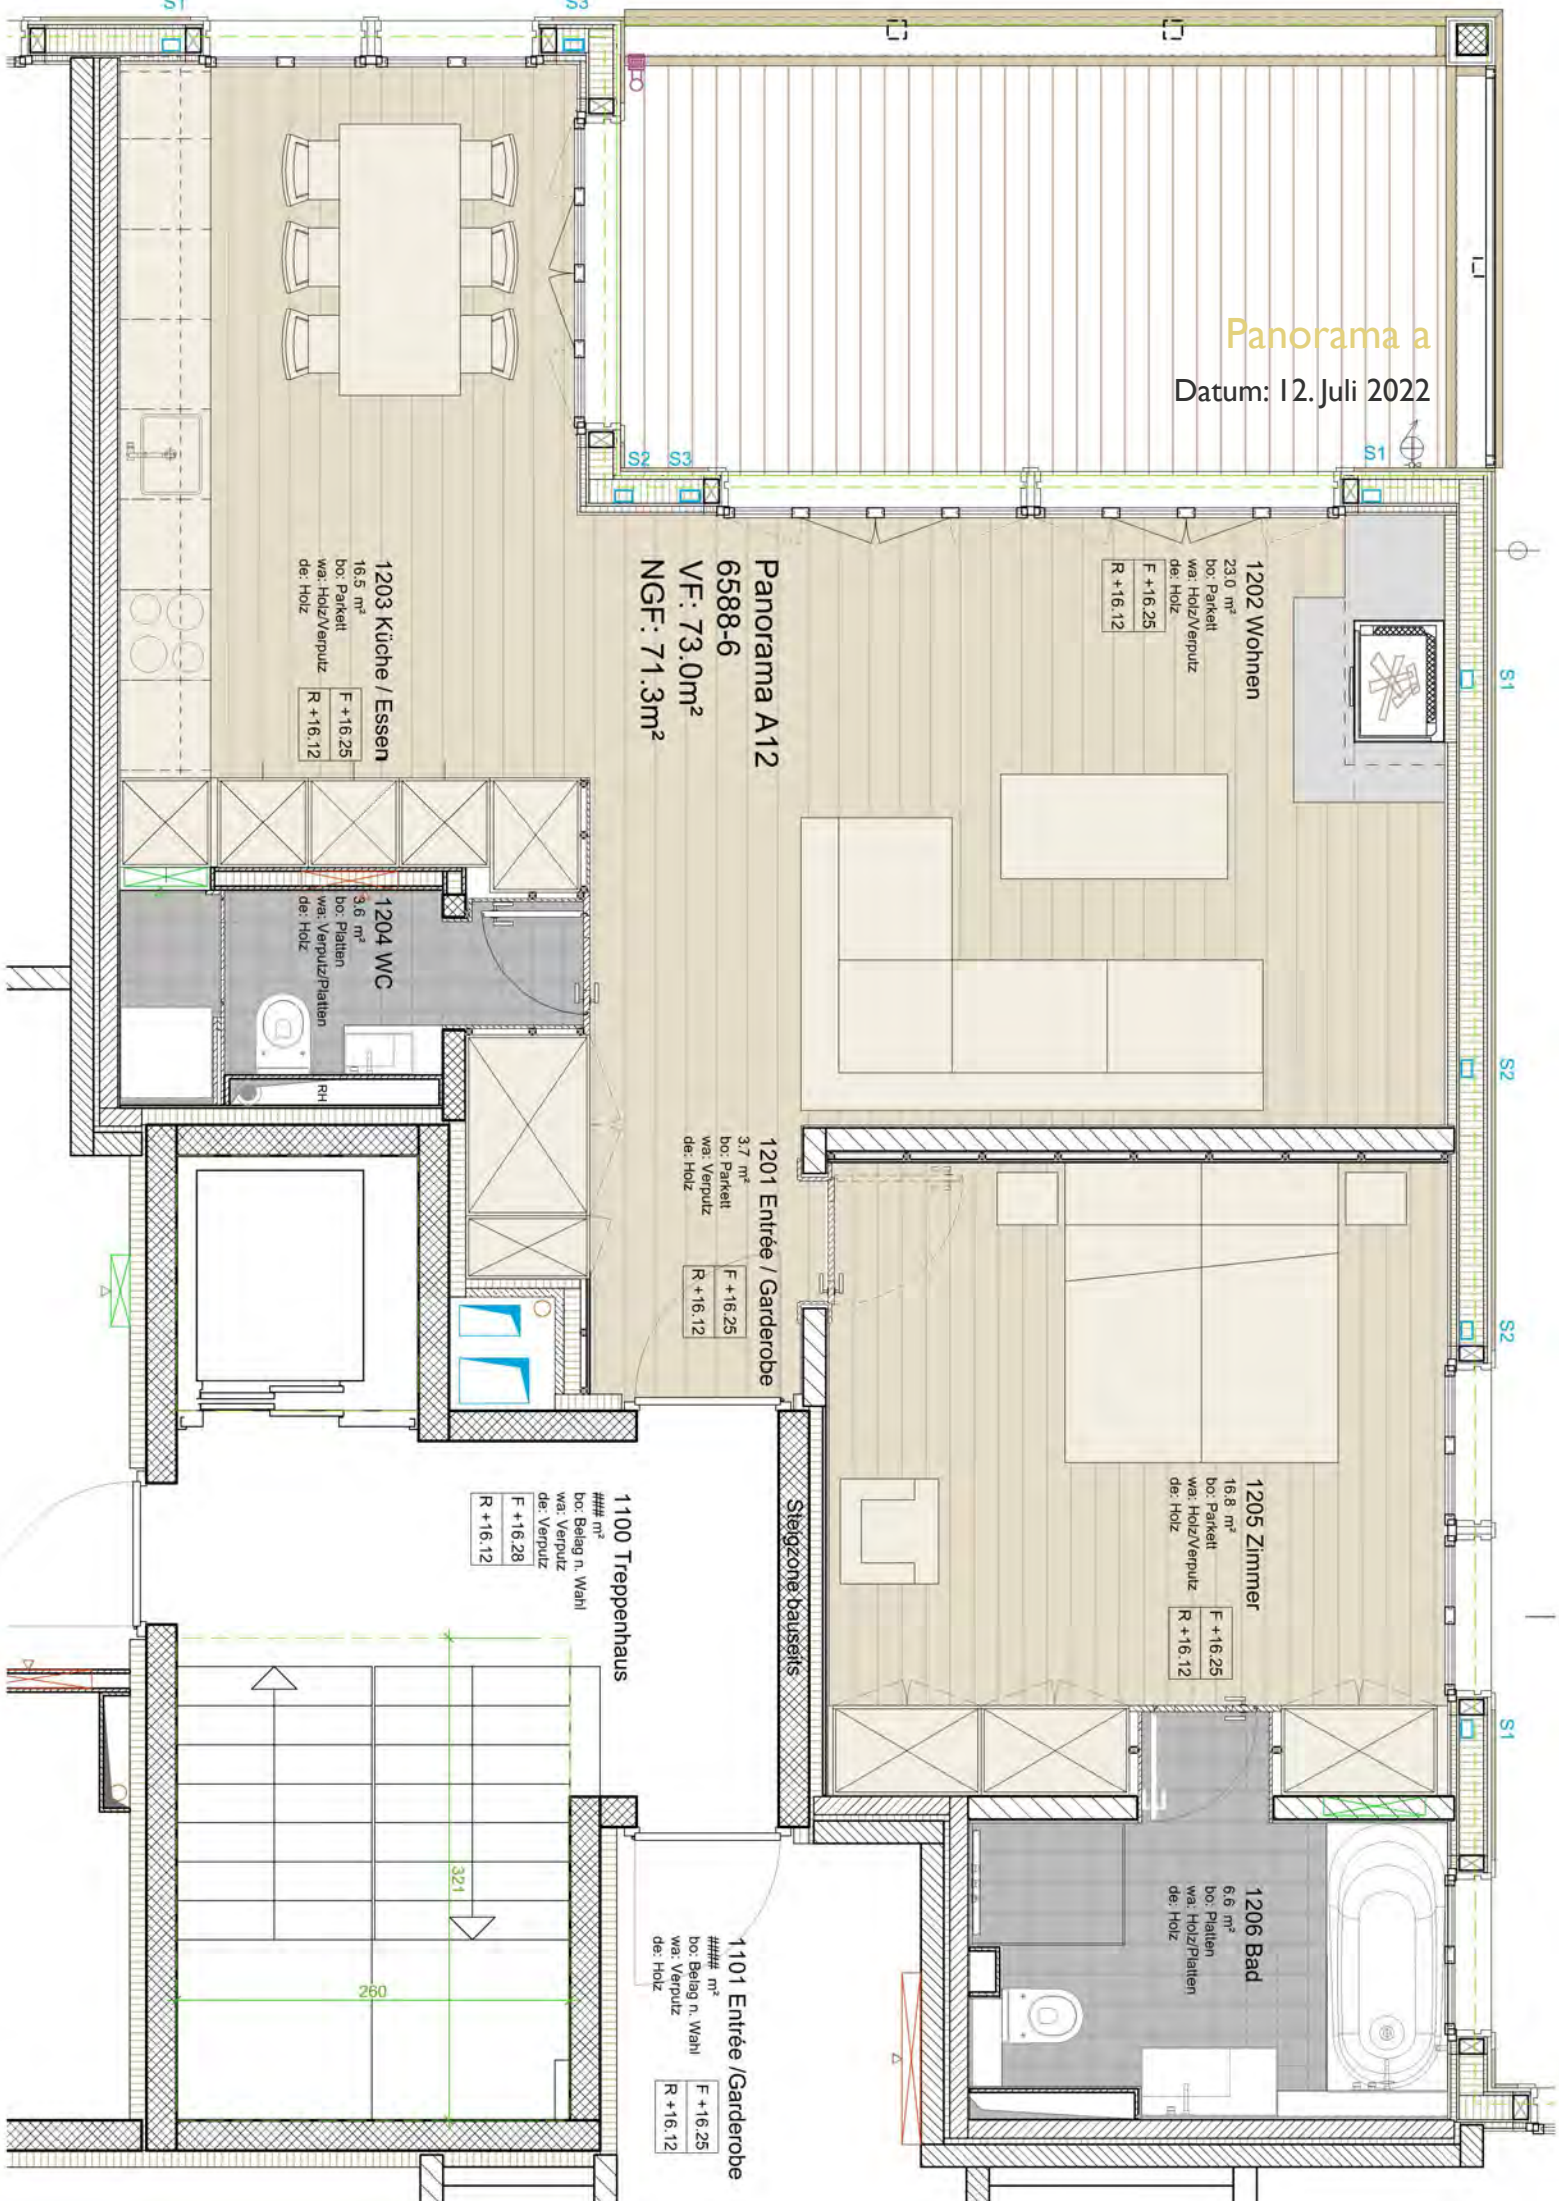 S1
S3
Panorama a
Datum: 12. Juli 2022
S2
S3
S1
S1
S2
S2
S1
1202 Wohnen
23.0 m²
bo: Parkett
wa: Holz/Verputz
de: Holz
F +16.25
R +16.12
Panorama A12
6588-6
VF: 73.0m²
NGF: 71.3m²
1203 Küche / Essen
16.5 m²
bo: Parkett
wa: Holz/Verputz
de: Holz
F +16.25
R +16.12
1204 WC
3.6 m²
bo: Platten
wa: Verputz/Platten
de: Holz
RH
1201 Entrée / Garderobe
3.7 m²
bo: Parkett
wa: Verputz
de: Holz
F +16.25
R +16.12
1205 Zimmer
16.8 m²
bo: Parkett
wa: Holz/Verputz
de: Holz
F +16.25
R +16.12
Steigzone bauseits
1100 Treppenhaus
### m²
bo: Belag n. Wahl
wa: Verputz
de: Verputz
F +16.28
R +16.12
321
260
1206 Bad
6.6 m²
bo: Platten
wa: Holz/Platten
de: Holz
1101 Entrée /Garderobe
#### m²
bo: Belag n. Wahl
wa: Verputz
de: Holz
F +16.25
R +16.12